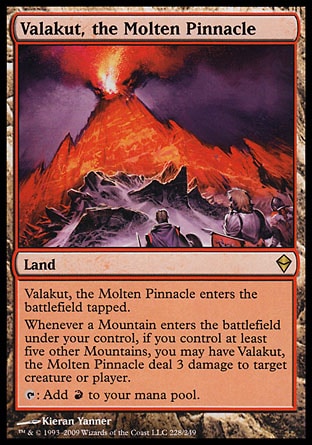 Valakut, the Molten Pinnacle
Land
Valakut, the Molten Pinnacle enters the
battlefield tapped.
Whenever a Mountain enters the battlefield
under your control, if you control at least
five other Mountains, you may have Valakut,
the Molten Pinnacle deal 3 damage to target
creature or player.
: Add to your mana pool.
Kieran Yanner
™ & © 1993–2009 Wizards of the Coast LLC 228/249